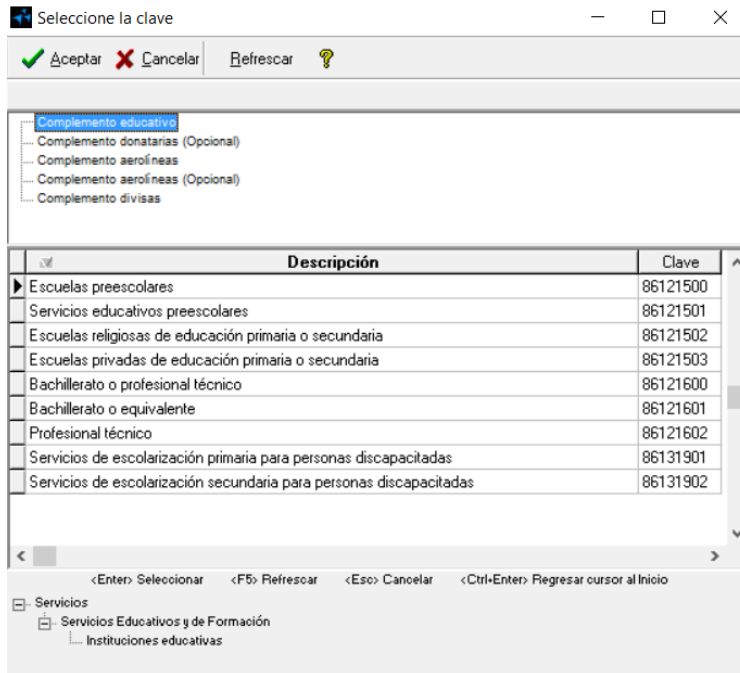 Seleccione la clave
Aceptar Cancelar Refrescar
Complemento educativo
Complemento donatarias (Opcional)
Complemento aerolíneas
Complemento aerolíneas (Opcional)
Complemento divisas
Descripción Clave
Escuelas preescolares 86121500
Servicios educativos preescolares 86121501
Escuelas religiosas de educación primaria o secundaria 86121502
Escuelas privadas de educación primaria o secundaria 86121503
Bachillerato o profesional técnico 86121600
Bachillerato o equivalente 86121601
Profesional técnico 86121602
Servicios de escolarización primaria para personas discapacitadas 86131901
Servicios de escolarización secundaria para personas discapacitadas 86131902
<Enter> Seleccionar <F5> Refrescar <Esc> Cancelar <Ctrl+Enter> Regresar cursor al Inicio
Servicios
Servicios Educativos y de Formación
Instituciones educativas